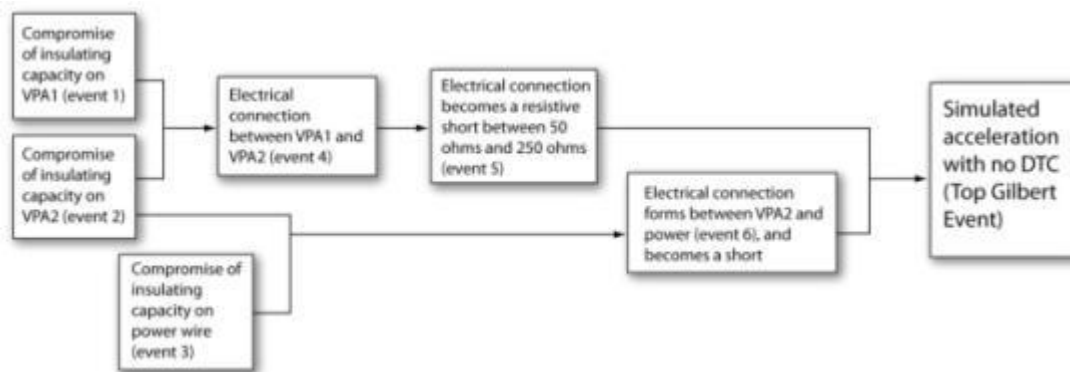 Compromise
of insulating
capacity on
VPA1 (event 1)
Compromise
of insulating
capacity on
VPA2 (event 2)
Compromise of
insulating
capacity on
power wire
(event 3)
Electrical
connection
between VPA1 and
VPA2 (event 4)
Electrical connection
becomes a resistive
short between 50
ohms and 250 ohms
(event 5)
Electrical connection
forms between VPA2 and
power (event 6), and
becomes a short
Simulated
acceleration
with no DTC
(Top Gilbert
Event)